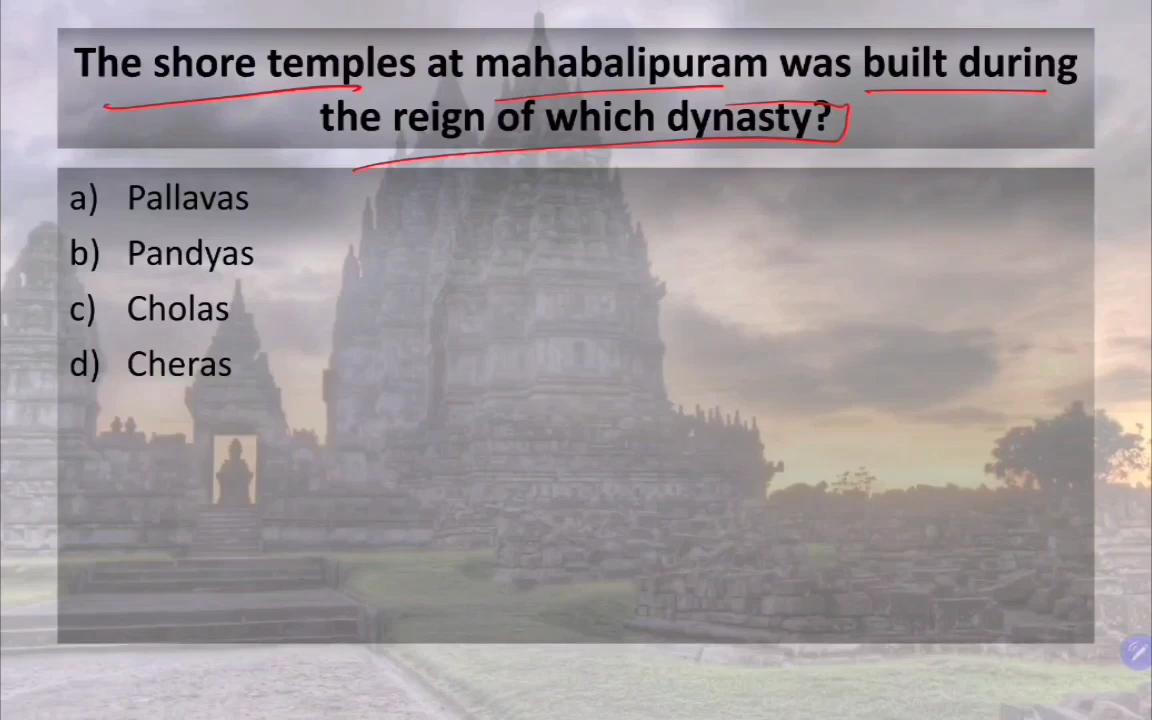 The shore temples at mahabalipuram was built during
the reign of which dynasty?
a) Pallavas
b) Pandyas
c) Cholas
d) Cheras